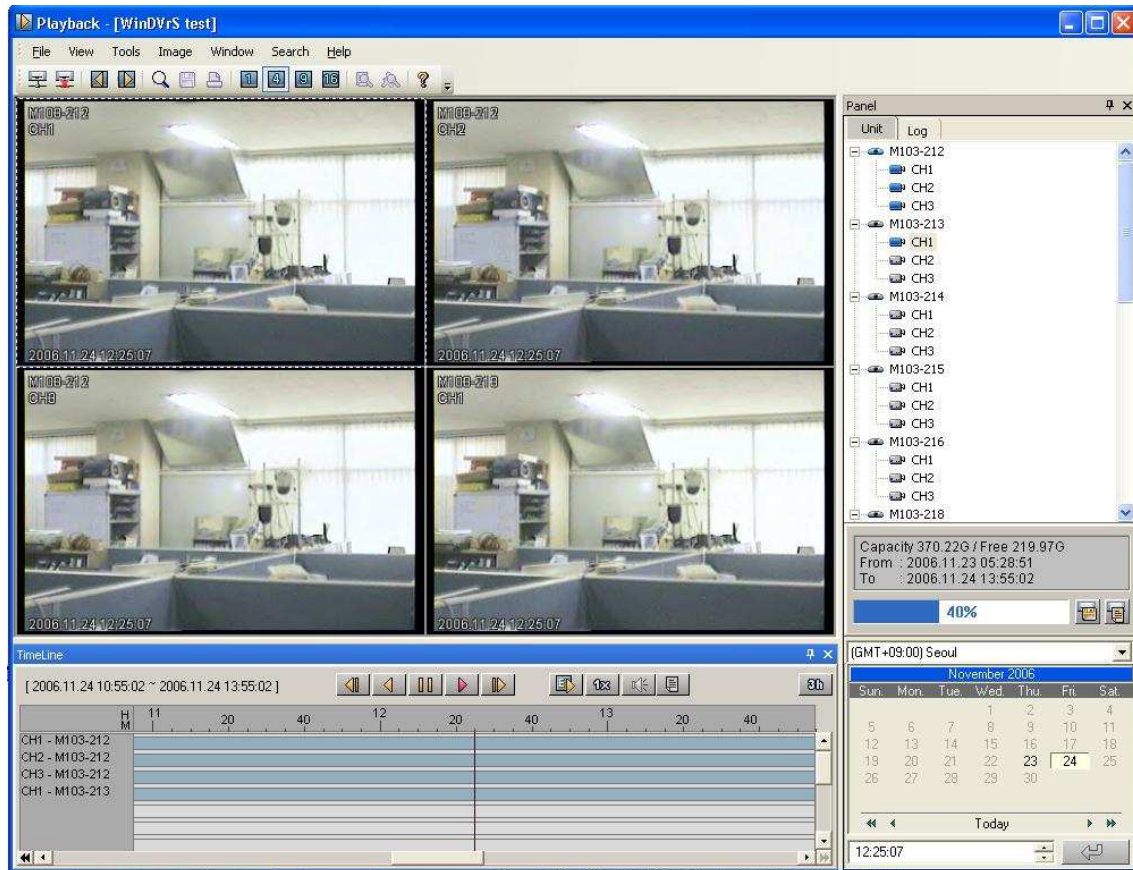 Playback - [WinDVrS test]
File View Tools Image Window Search Help
1 4 9 16 ?
M103-212
CH1
2006.11.24 12:25:07
M103-212
CH2
2006.11.24 12:25:07
M103-212
CH3
2006.11.24 12:25:07
M103-213
CH1
2006.11.24 12:25:07
Panel
Unit Log
M103-212
CH1
CH2
CH3
M103-213
CH1
CH2
CH3
M103-214
CH1
CH2
CH3
M103-215
CH1
CH2
CH3
M103-216
CH1
CH2
CH3
M103-218
Capacity 370.22G / Free 219.97G
From : 2006.11.23 05:28:51
To : 2006.11.24 13:55:02
40%
TimeLine
[ 2006.11.24 10:55:02 ~ 2006.11.24 13:55:02 ]
1x
3h
H 11 20 40 12 20 40 13 20 40
M
CH1 - M103-212
CH2 - M103-212
CH3 - M103-212
CH1 - M103-213
(GMT+09:00) Seoul
November 2006
Sun. Mon. Tue. Wed. Thu. Fri. Sat.
1 2 3 4
5 6 7 8 9 10 11
12 13 14 15 16 17 18
19 20 21 22 23 24 25
26 27 28 29 30
Today
12:25:07